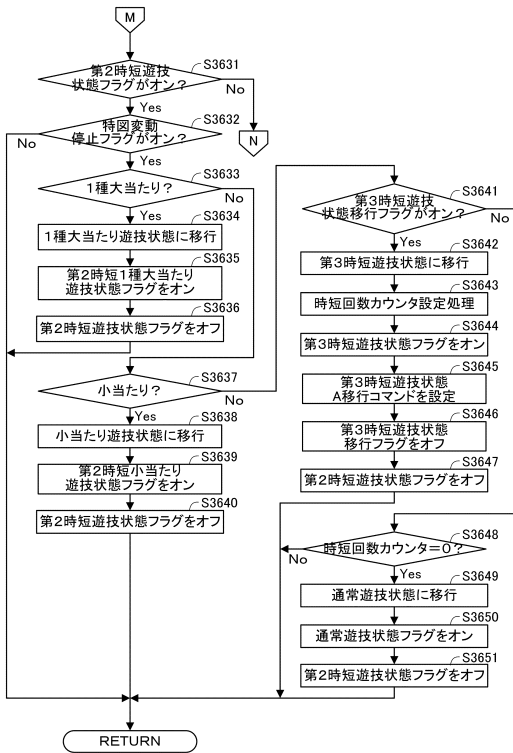 M
S3631
第2時短遊技
状態フラグがオン？
No
Yes
N
S3632
特図変動
停止フラグがオン？
No
Yes
S3633
1種大当たり？
No
Yes
S3634
1種大当たり遊技状態に移行
S3635
第2時短1種大当たり
遊技状態フラグをオン
S3636
第2時短遊技状態フラグをオフ
S3637
小当たり？
No
Yes
S3638
小当たり遊技状態に移行
S3639
第2時短小当たり
遊技状態フラグをオン
S3640
第2時短遊技状態フラグをオフ
S3641
第3時短遊技
状態移行フラグがオン？
No
Yes
S3642
第3時短遊技状態に移行
S3643
時短回数カウンタ設定処理
S3644
第3時短遊技状態フラグをオン
S3645
第3時短遊技状態
A移行コマンドを設定
S3646
第3時短遊技状態
移行フラグをオフ
S3647
第2時短遊技状態フラグをオフ
S3648
時短回数カウンタ＝0？
No
Yes
S3649
通常遊技状態に移行
S3650
通常遊技状態フラグをオン
S3651
第2時短遊技状態フラグをオフ
RETURN